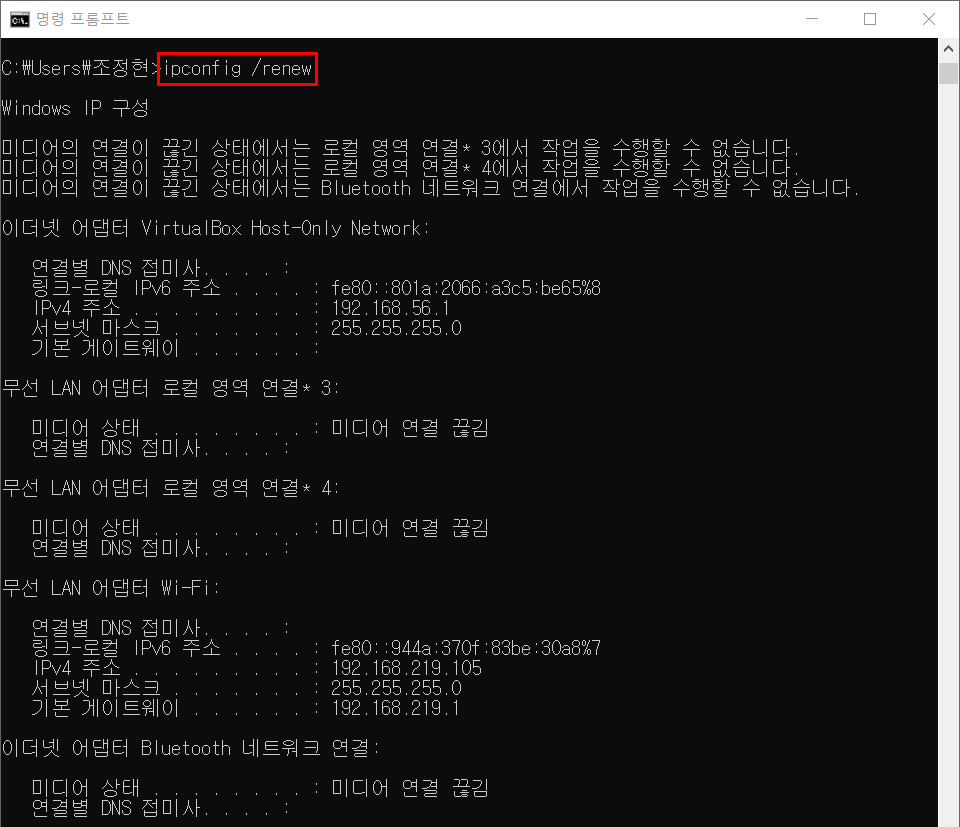 명령 프롬프트
C:\Users\조정현>ipconfig /renew
Windows IP 구성
미디어의 연결이 끊긴 상태에서는 로컬 영역 연결* 3에서 작업을 수행할 수 없습니다.
미디어의 연결이 끊긴 상태에서는 로컬 영역 연결* 4에서 작업을 수행할 수 없습니다.
미디어의 연결이 끊긴 상태에서는 Bluetooth 네트워크 연결에서 작업을 수행할 수 없습니다.
이더넷 어댑터 VirtualBox Host-Only Network:
연결별 DNS 접미사. . . . :
링크-로컬 IPv6 주소 . . . . : fe80::801a:2066:a3c5:be65%8
IPv4 주소 . . . . . . . . . : 192.168.56.1
서브넷 마스크 . . . . . . . : 255.255.255.0
기본 게이트웨이 . . . . . . :
무선 LAN 어댑터 로컬 영역 연결* 3:
미디어 상태 . . . . . . . . : 미디어 연결 끊김
연결별 DNS 접미사. . . . :
무선 LAN 어댑터 로컬 영역 연결* 4:
미디어 상태 . . . . . . . . : 미디어 연결 끊김
연결별 DNS 접미사. . . . :
무선 LAN 어댑터 Wi-Fi:
연결별 DNS 접미사. . . . :
링크-로컬 IPv6 주소 . . . . : fe80::944a:370f:83be:30a8%7
IPv4 주소 . . . . . . . . . : 192.168.219.105
서브넷 마스크 . . . . . . . : 255.255.255.0
기본 게이트웨이 . . . . . . : 192.168.219.1
이더넷 어댑터 Bluetooth 네트워크 연결:
미디어 상태 . . . . . . . . : 미디어 연결 끊김
연결별 DNS 접미사. . . . :